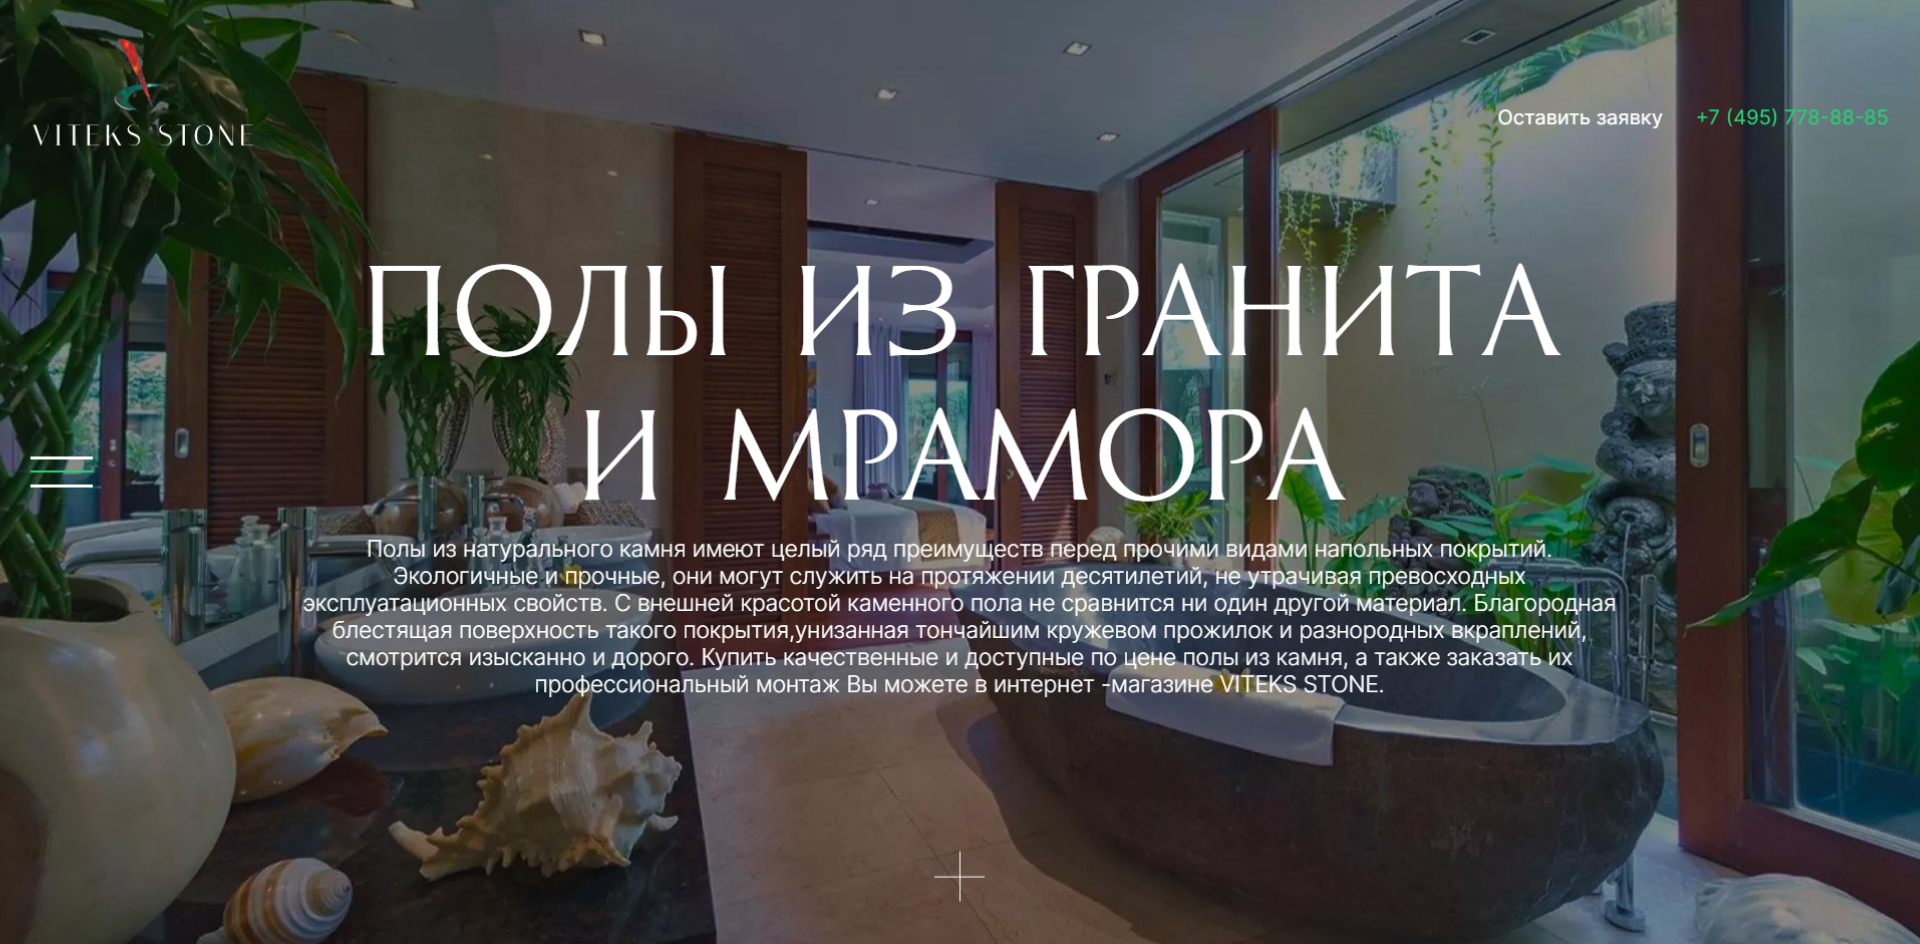 VITEKS STONE
Оставить заявку
+7 (495) 778-88-85
ПОЛЫ ИЗ ГРАНИТА
И МРАМОРА
Полы из натурального камня имеют целый ряд преимуществ перед прочими видами напольных покрытий.
Экологичные и прочные, они могут служить на протяжении десятилетий, не утрачивая превосходных
эксплуатационных свойств. С внешней красотой каменного пола не сравнится ни один другой материал. Благородная
блестящая поверхность такого покрытия,унизанная тончайшим кружевом прожилок и разнородных вкраплений,
смотрится изысканно и дорого. Купить качественные и доступные по цене полы из камня, а также заказать их
профессиональный монтаж Вы можете в интернет -магазине VITEKS STONE.